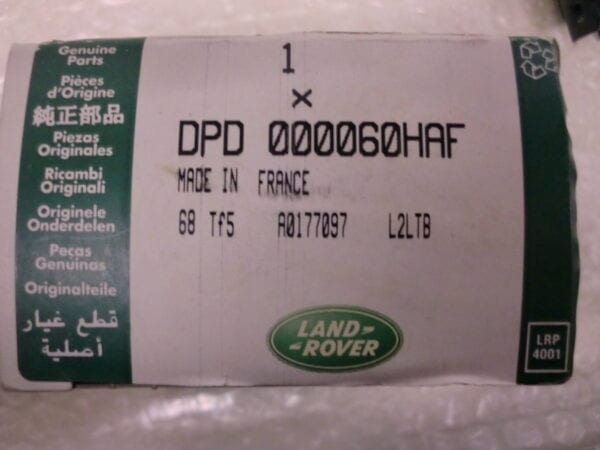 Genuine
Parts
Pièces
d'Origine
純正部品
Piezas
Originales
Ricambi
Originali
Originele
Onderdelen
Peças
Genuinas
Originalteile
قطع غيار
أصلية
1
x
DPD 000060HAF
MADE IN FRANCE
68 Tf5 A0177097 L2LTB
LAND-
-ROVER
LRP
4001